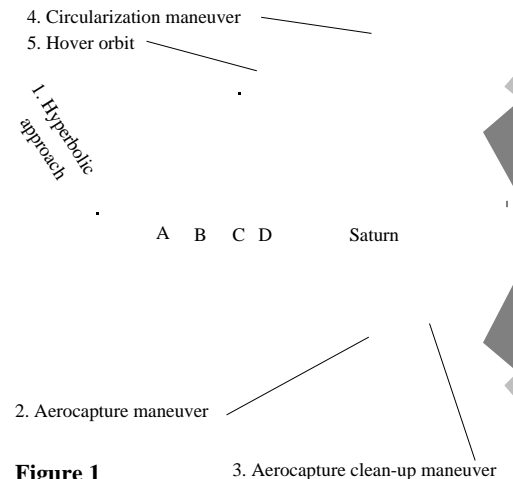 4. Circularization maneuver
5. Hover orbit
1. Hyperbolic
approach
A B C D Saturn
2. Aerocapture maneuver
3. Aerocapture clean-up maneuver
Figure 1